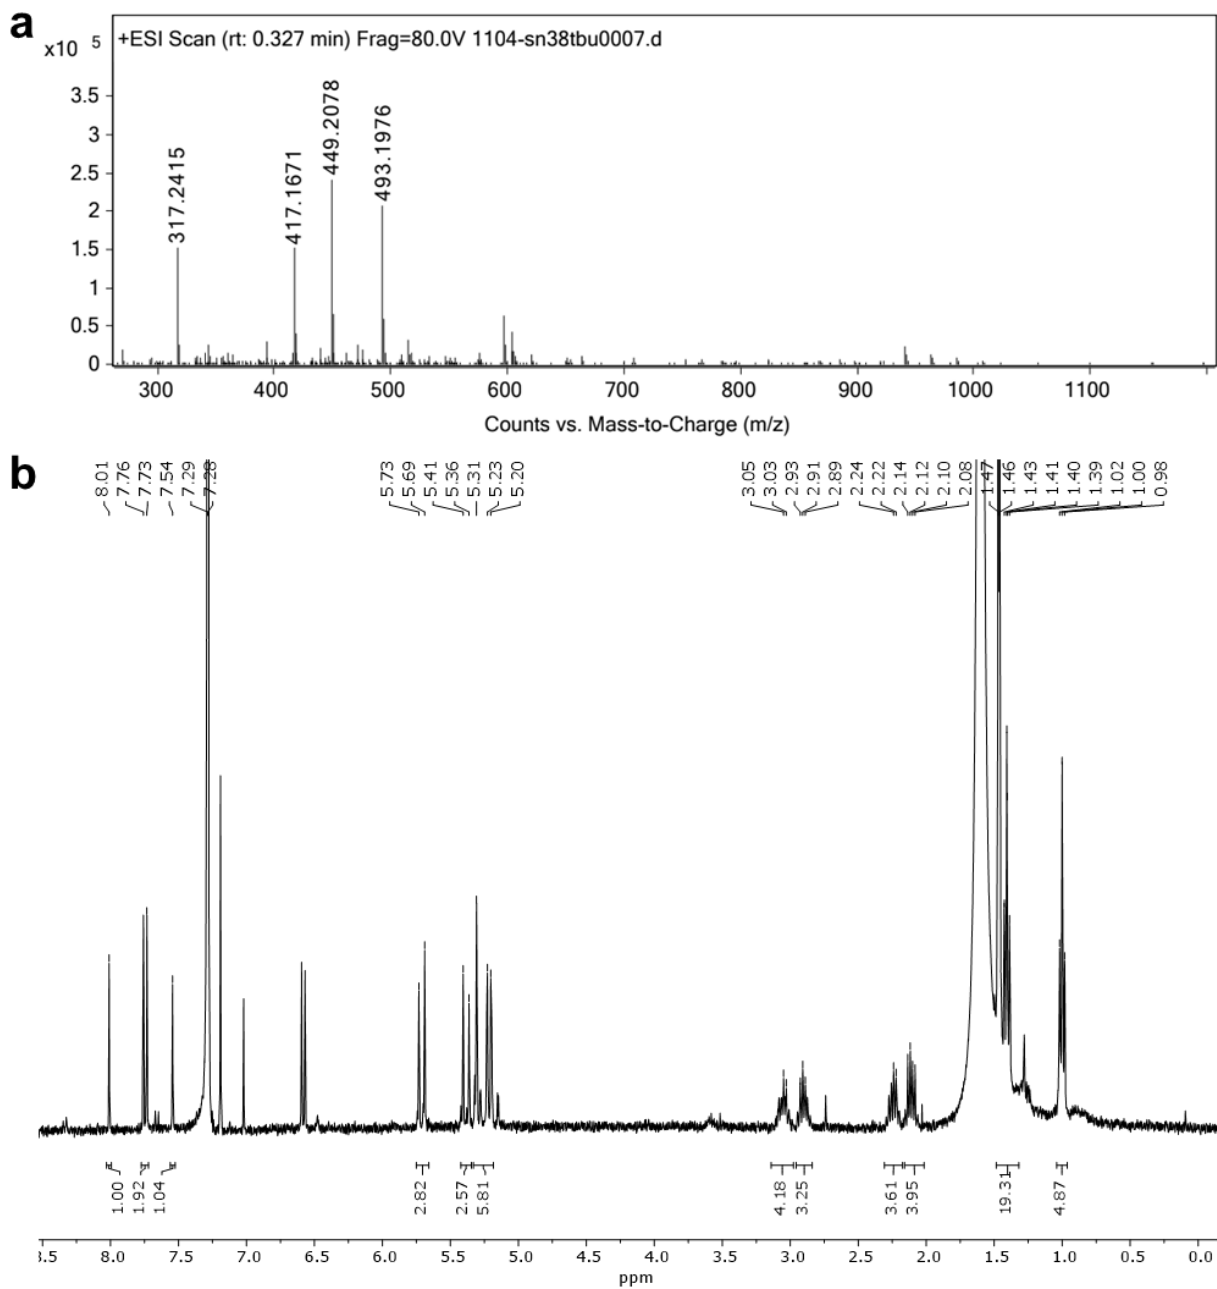 a
x10 5
+ESI Scan (rt: 0.327 min) Frag=80.0V 1104-sn38tbu0007.d
3.5
3
2.5
2
1.5
1
0.5
0
317.2415
417.1671
449.2078
493.1976
300 400 500 600 700 800 900 1000 1100
Counts vs. Mass-to-Charge (m/z)
b
8.01 7.76 7.73 7.54 7.29 7.28 5.73 5.69 5.41 5.36 5.31 5.23 5.20 3.05 3.03 2.93 2.91 2.89 2.24 2.22 2.14 2.12 2.10 2.08 1.47 1.46 1.43 1.41 1.40 1.39 1.02 1.00 0.98
1.00 1.92 1.04 2.82 2.57 5.81 4.18 3.25 3.61 3.95 19.31 4.87
8.0 7.5 7.0 6.5 6.0 5.5 5.0 4.5 4.0 3.5 3.0 2.5 2.0 1.5 1.0 0.5 0.0
ppm